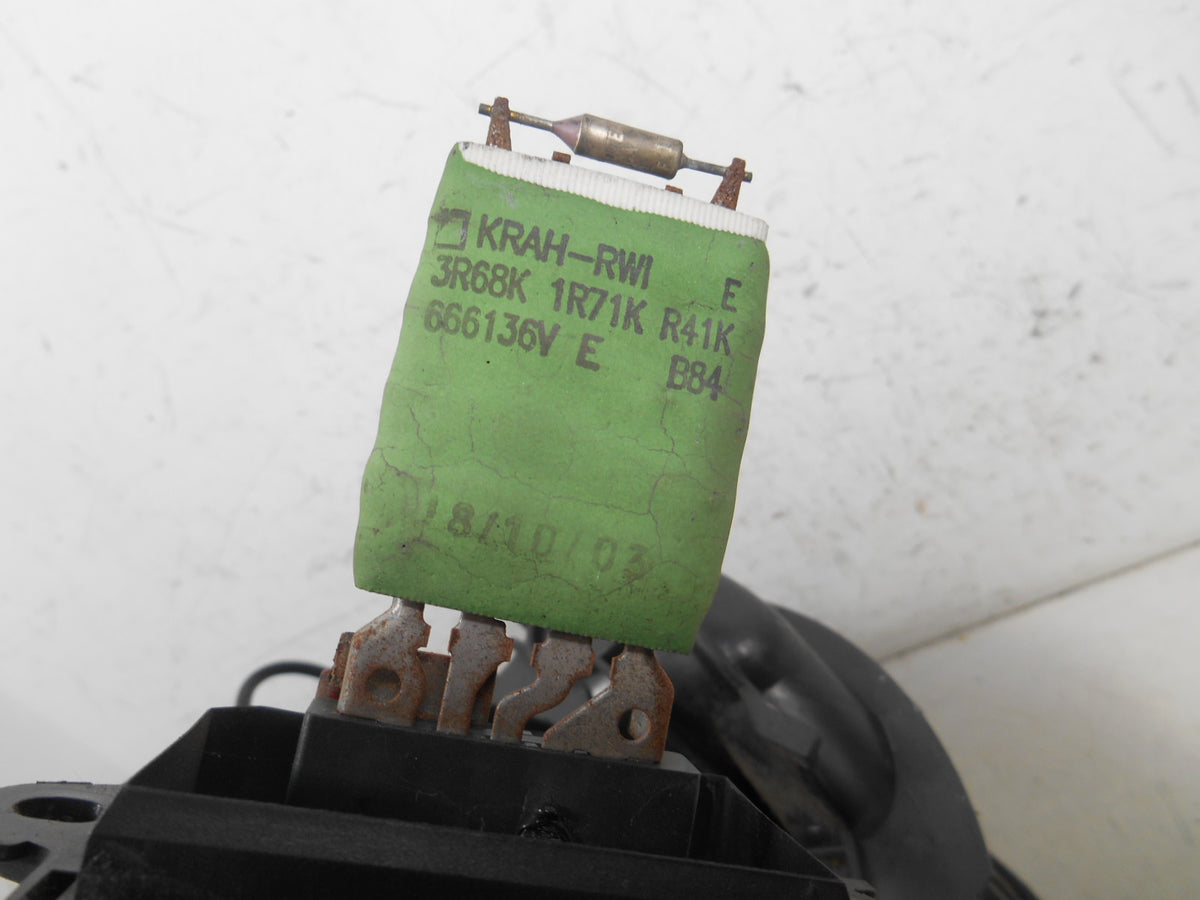 KRAH-RWI E
3R68K 1R71K R41K
666136V E B84
18/10/03